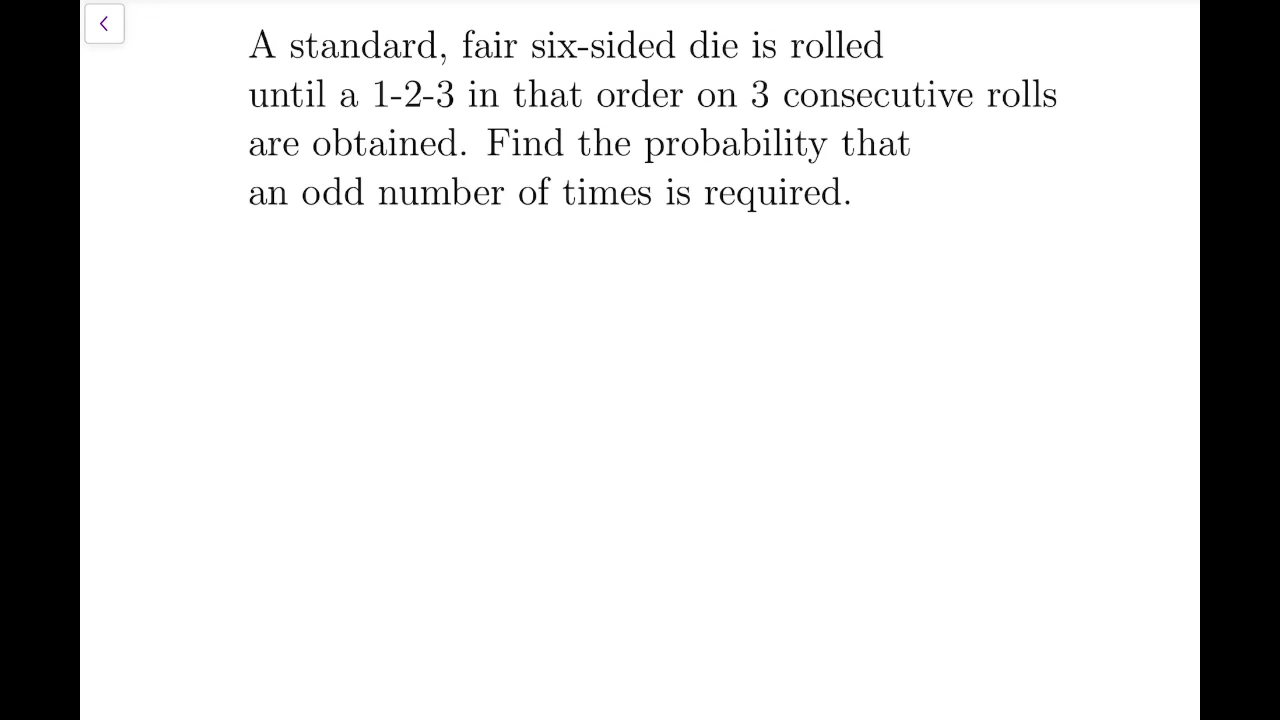 A standard, fair six-sided die is rolled
until a 1-2-3 in that order on 3 consecutive rolls
are obtained. Find the probability that
an odd number of times is required.